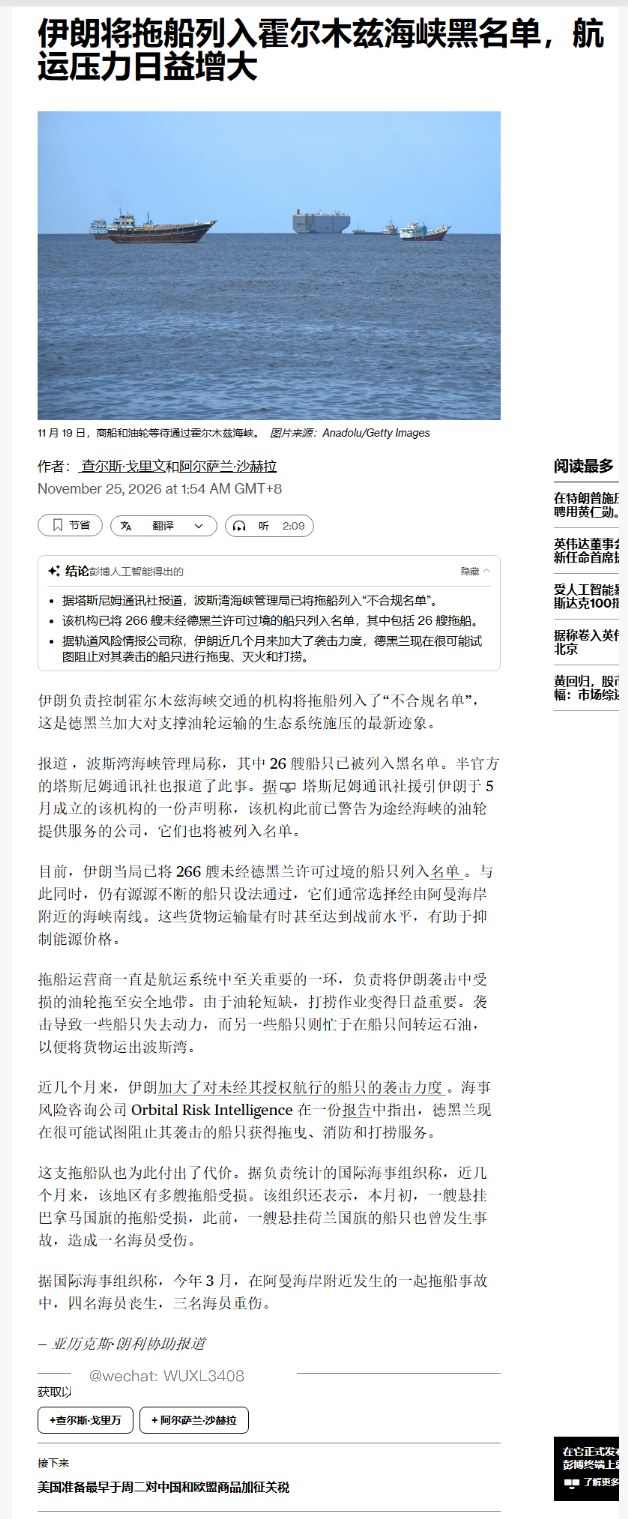 伊朗将拖船列入霍尔木兹海峡黑名单，航
运压力日益增大
11 月 19 日，商船和油轮等待通过霍尔木兹海峡。 图片来源：Anadolu/Getty Images
作者： 查尔斯·戈里文和阿尔萨兰·沙赫拉
November 25, 2026 at 1:54 AM GMT+8
节省 翻译 听 2:09
结论彭博人工智能得出的 隐藏
• 据塔斯尼姆通讯社报道，波斯湾海峡管理局已将拖船列入“不合规名单”。
• 该机构已将 266 艘未经德黑兰许可过境的船只列入名单，其中包括 26 艘拖船。
• 据轨道风险情报公司称，伊朗近几个月来加大了袭击力度，德黑兰现在很可能试
图阻止对其袭击的船只进行拖曳、灭火和打捞。
伊朗负责控制霍尔木兹海峡交通的机构将拖船列入了“不合规名单”，
这是德黑兰加大对支撑油轮运输的生态系统施压的最新迹象。
报道 ，波斯湾海峡管理局称，其中 26 艘船只已被列入黑名单。半官方
的塔斯尼姆通讯社也报道了此事。据 塔斯尼姆通讯社援引伊朗于 5
月成立的该机构的一份声明称，该机构此前已警告为途经海峡的油轮
提供服务的公司，它们也将被列入名单。
目前，伊朗当局已将 266 艘未经德黑兰许可过境的船只列入名单 。与
此同时，仍有源源不断的船只设法通过，它们通常选择经由阿曼海岸
附近的海峡南线。这些货物运输量有时甚至达到战前水平，有助于抑
制能源价格。
拖船运营商一直是航运系统中至关重要的一环，负责将伊朗袭击中受
损的油轮拖至安全地带。由于油轮短缺，打捞作业变得日益重要。袭
击导致一些船只失去动力，而另一些船只则忙于在船只间转运石油，
以便将货物运出波斯湾。
近几个月来，伊朗加大了对未经其授权航行的船只的袭击力度 。海事
风险咨询公司 Orbital Risk Intelligence 在一份报告中指出，德黑兰现
在很可能试图阻止其袭击的船只获得拖曳、消防和打捞服务。
这支拖船队也为此付出了代价。据负责统计的国际海事组织称，近几
个月来，该地区有多艘拖船受损。该组织还表示，本月初，一艘悬挂
巴拿马国旗的拖船受损，此前，一艘悬挂荷兰国旗的船只也曾发生事
故，造成一名海员受伤。
据国际海事组织称，今年 3 月，在阿曼海岸附近发生的一起拖船事故
中，四名海员丧生，三名海员重伤。
– 亚历克斯·朗利协助报道
@wechat: WUXL3408
获取以
+查尔斯·戈里万 + 阿尔萨兰·沙赫拉
接下来
美国准备最早于周二对中国和欧盟商品加征关税
阅读最多
在特朗普施压
聘用黄仁勋。
英伟达董事会
新任命首席执
受人工智能暴
斯达克100指
据称卷入英伟
北京
黄回归，股市
幅：市场综述
在它正式发布
彭博终端上
了解更多